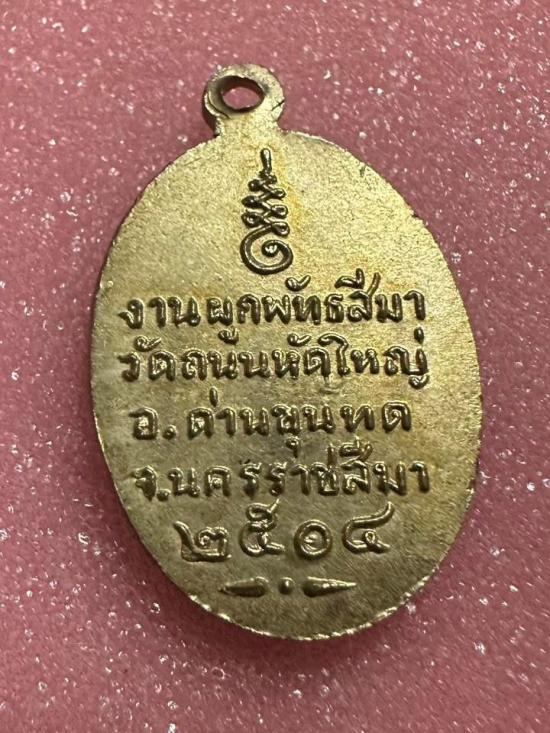 งานผูกพัทธสีมา
วัดถนนหักใหญ่
อ.ด่านขุนทด
จ.นครราชสีมา
๒๕๐๔